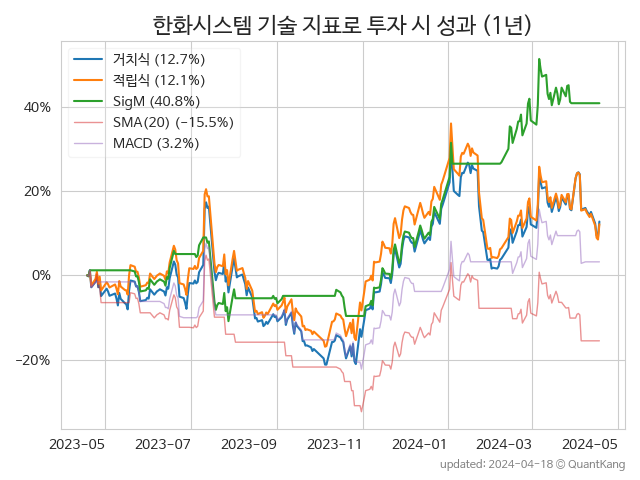 한화시스템 기술 지표로 투자 시 성과 (1년)
거치식 (12.7%)
적립식 (12.1%)
SigM (40.8%)
SMA(20) (−15.5%)
MACD (3.2%)
40%
20%
0%
−20%
2023-05 2023-07 2023-09 2023-11 2024-01 2024-03 2024-05
updated: 2024-04-18 ⓒ QuantKang